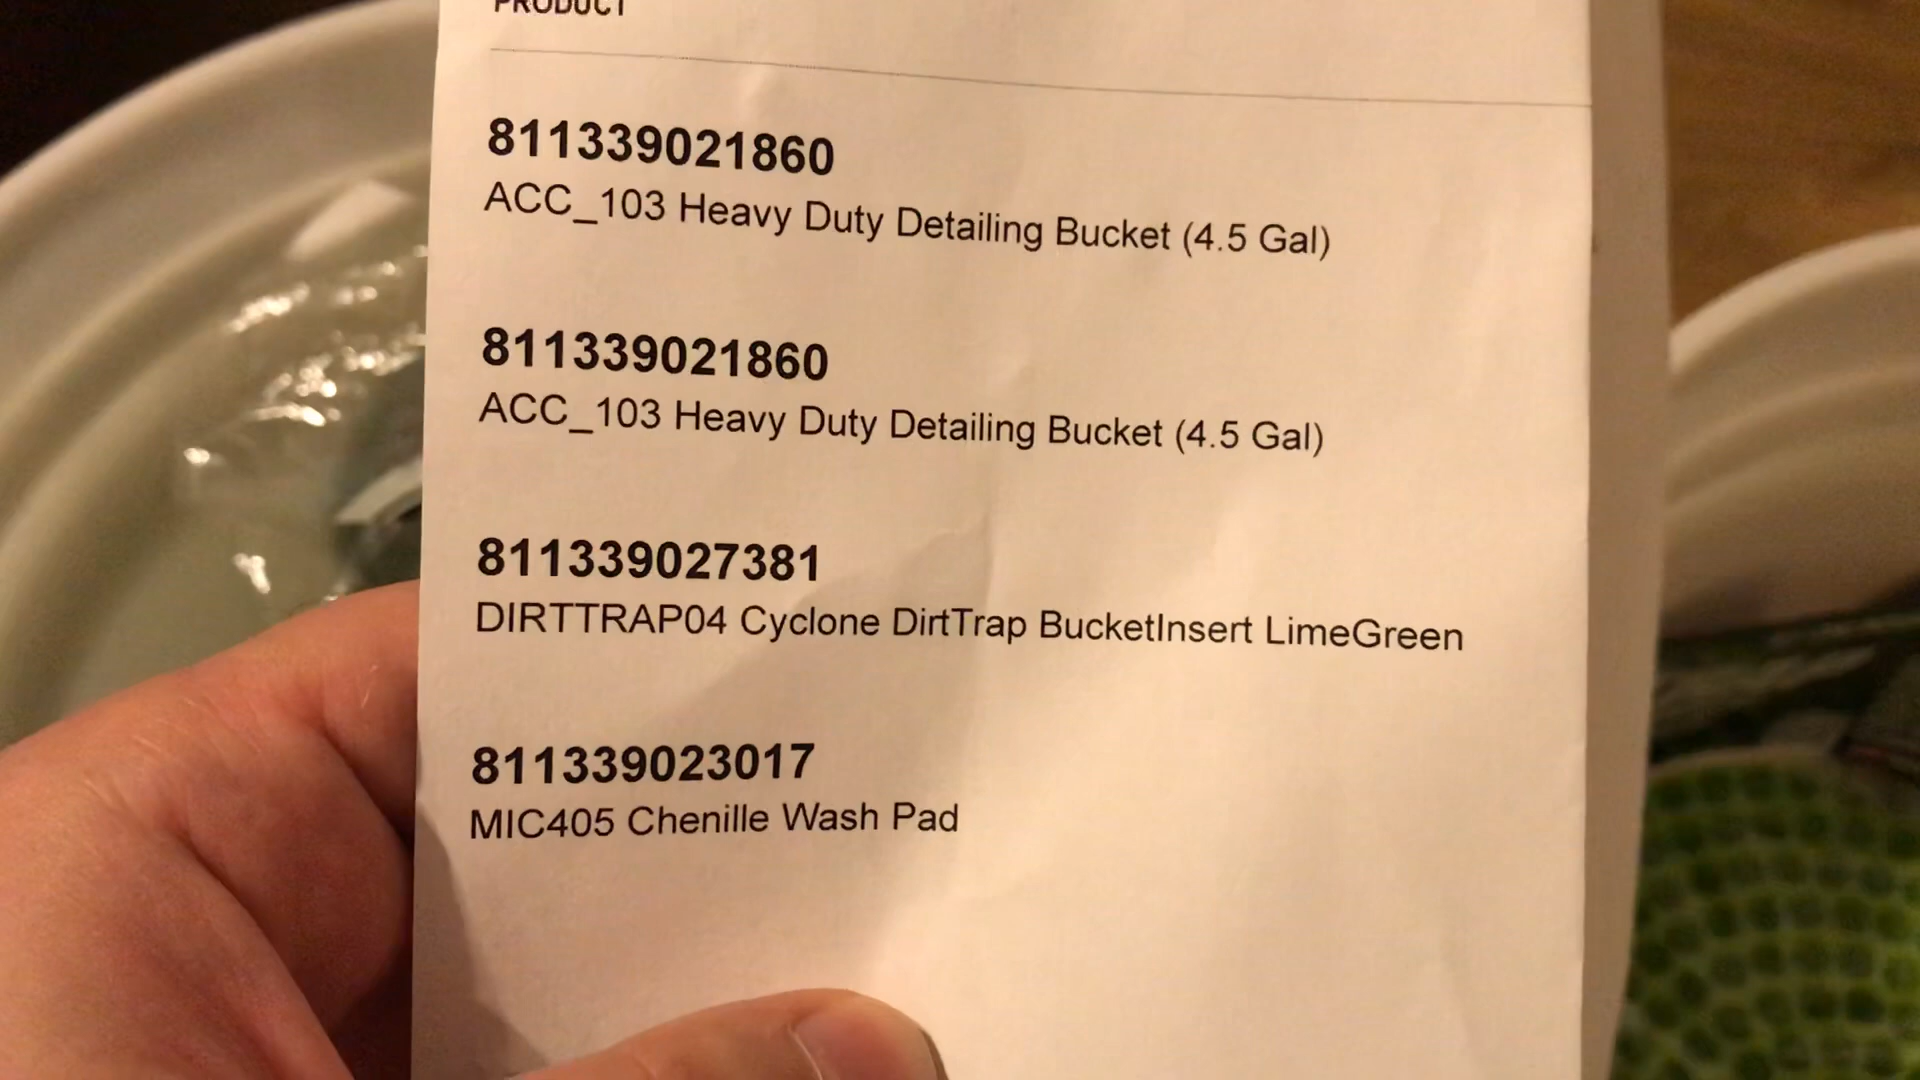 PRODUCT
811339021860
ACC_103 Heavy Duty Detailing Bucket (4.5 Gal)
811339021860
ACC_103 Heavy Duty Detailing Bucket (4.5 Gal)
811339027381
DIRTTRAP04 Cyclone DirtTrap BucketInsert LimeGreen
811339023017
MIC405 Chenille Wash Pad